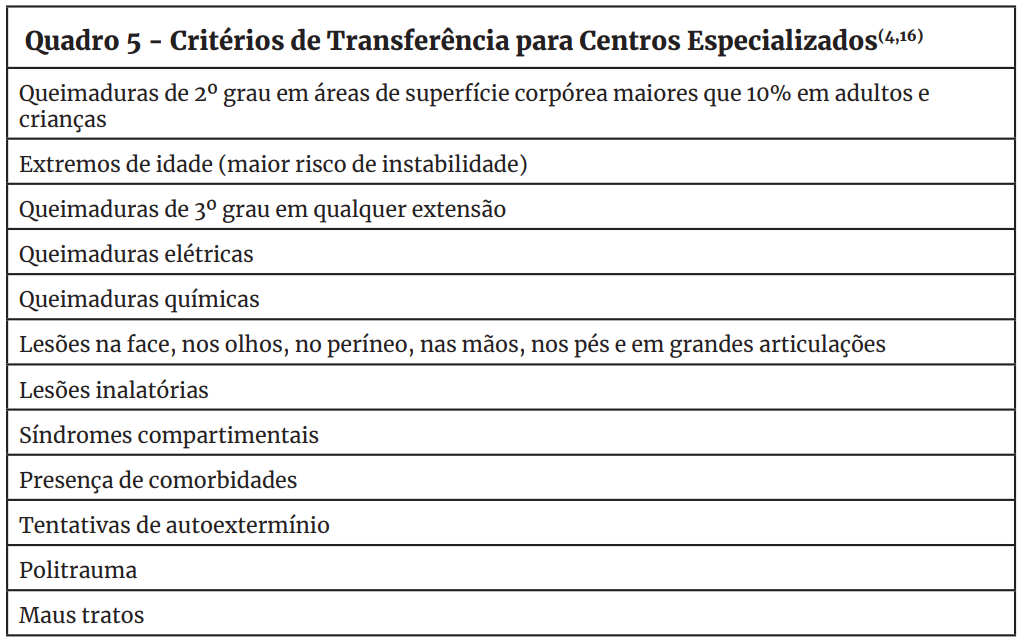 Quadro 5 - Critérios de Transferência para Centros Especializados(4,16)
Queimaduras de 2º grau em áreas de superfície corpórea maiores que 10% em adultos e
crianças
Extremos de idade (maior risco de instabilidade)
Queimaduras de 3º grau em qualquer extensão
Queimaduras elétricas
Queimaduras químicas
Lesões na face, nos olhos, no períneo, nas mãos, nos pés e em grandes articulações
Lesões inalatórias
Síndromes compartimentais
Presença de comorbidades
Tentativas de autoextermínio
Politrauma
Maus tratos